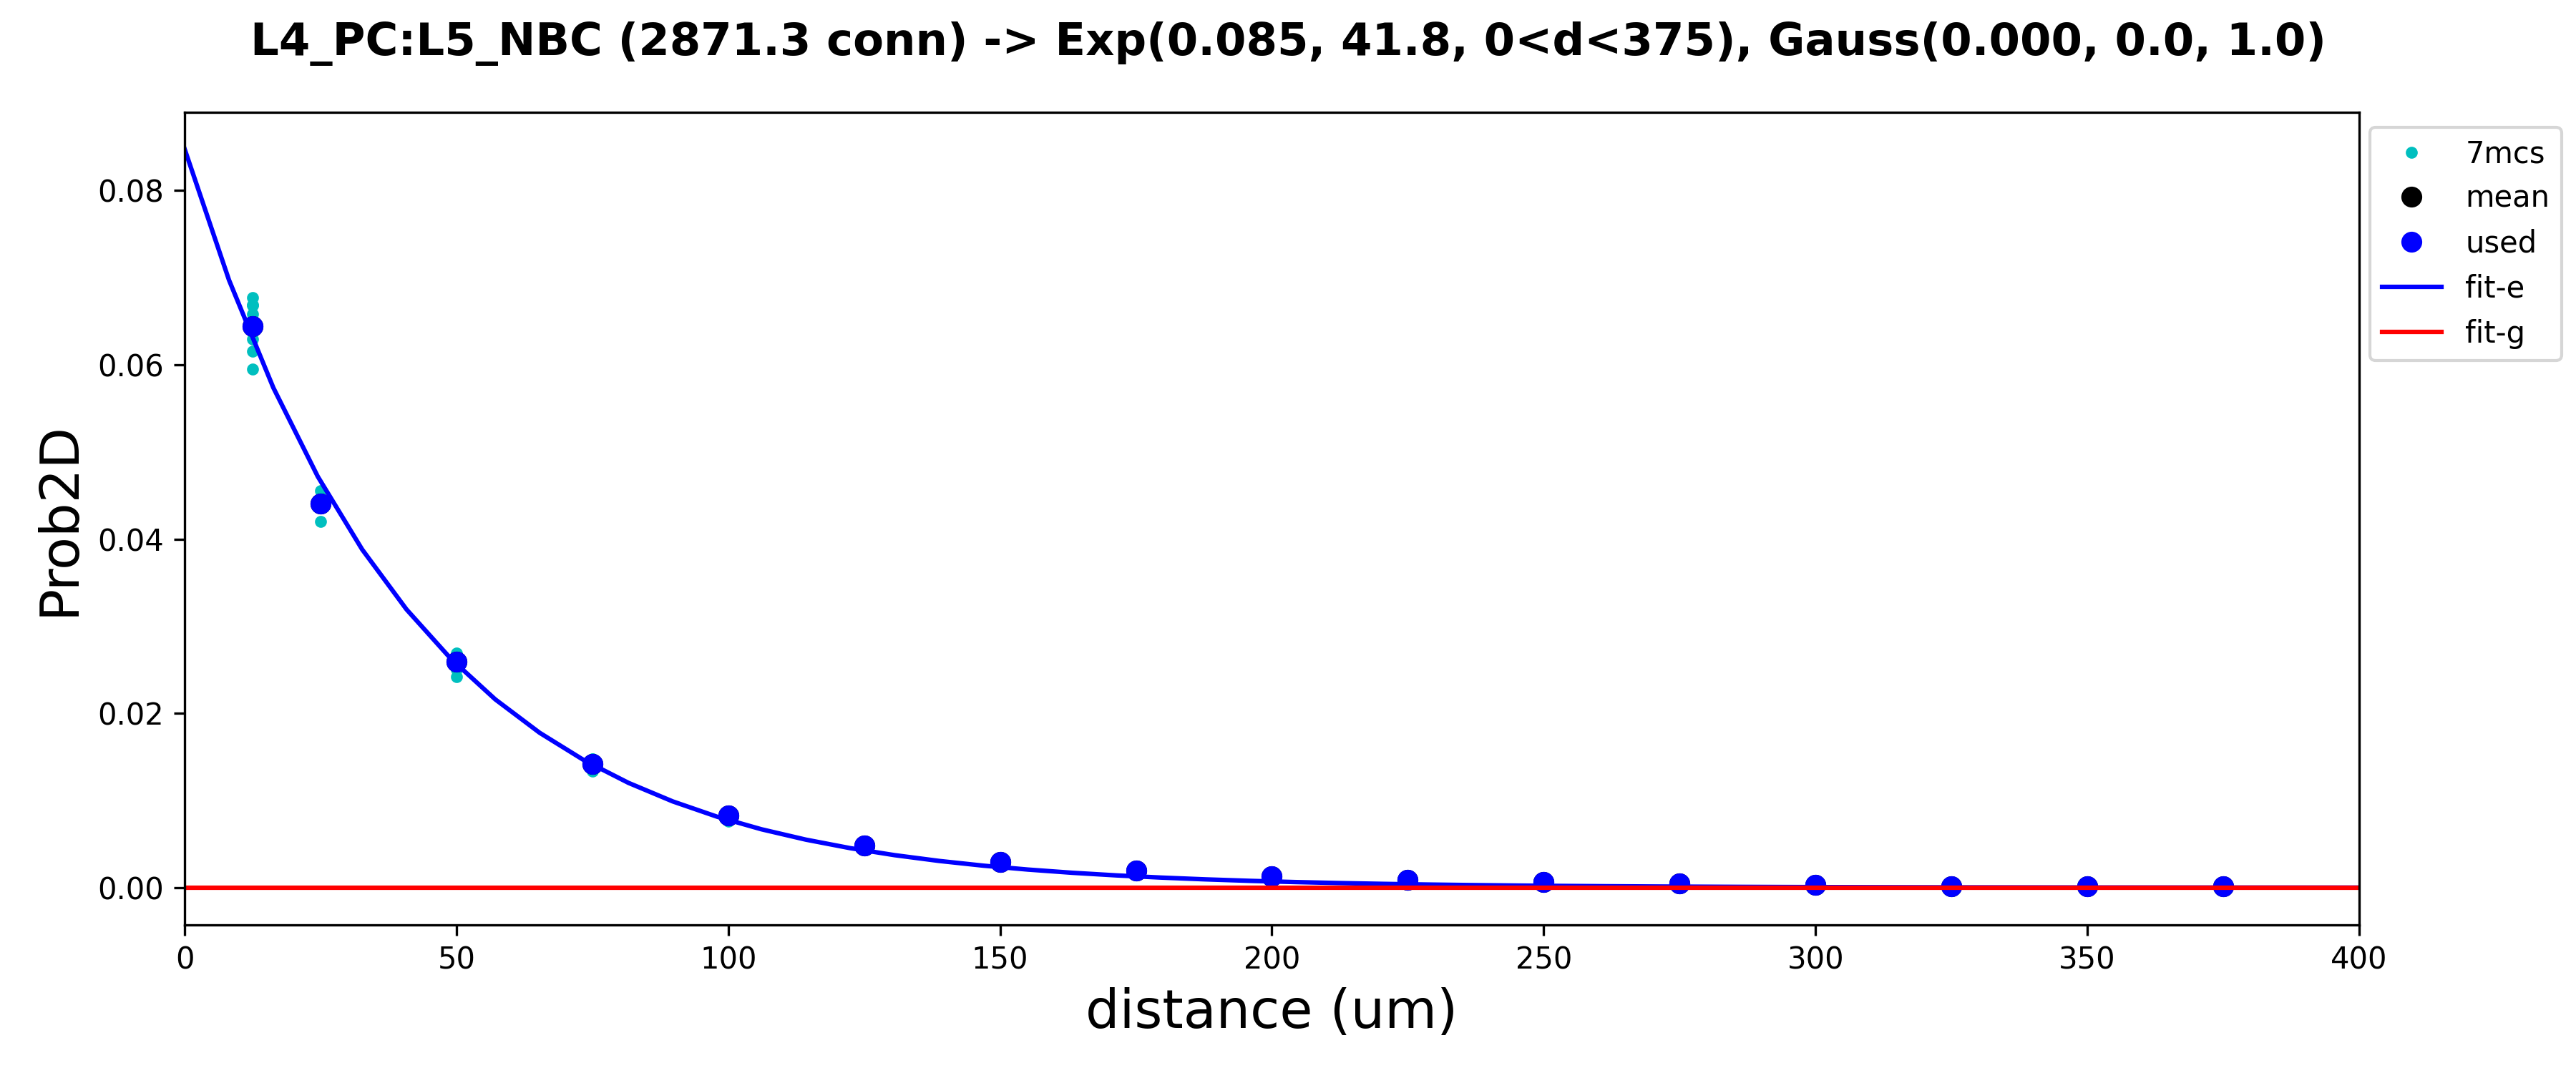 L4_PC:L5_NBC (2871.3 conn) -> Exp(0.085, 41.8, 0<d<375), Gauss(0.000, 0.0, 1.0)
7mcs
mean
used
fit-e
fit-g
Prob2D
0.08
0.06
0.04
0.02
0.00
0 50 100 150 200 250 300 350 400
distance (um)